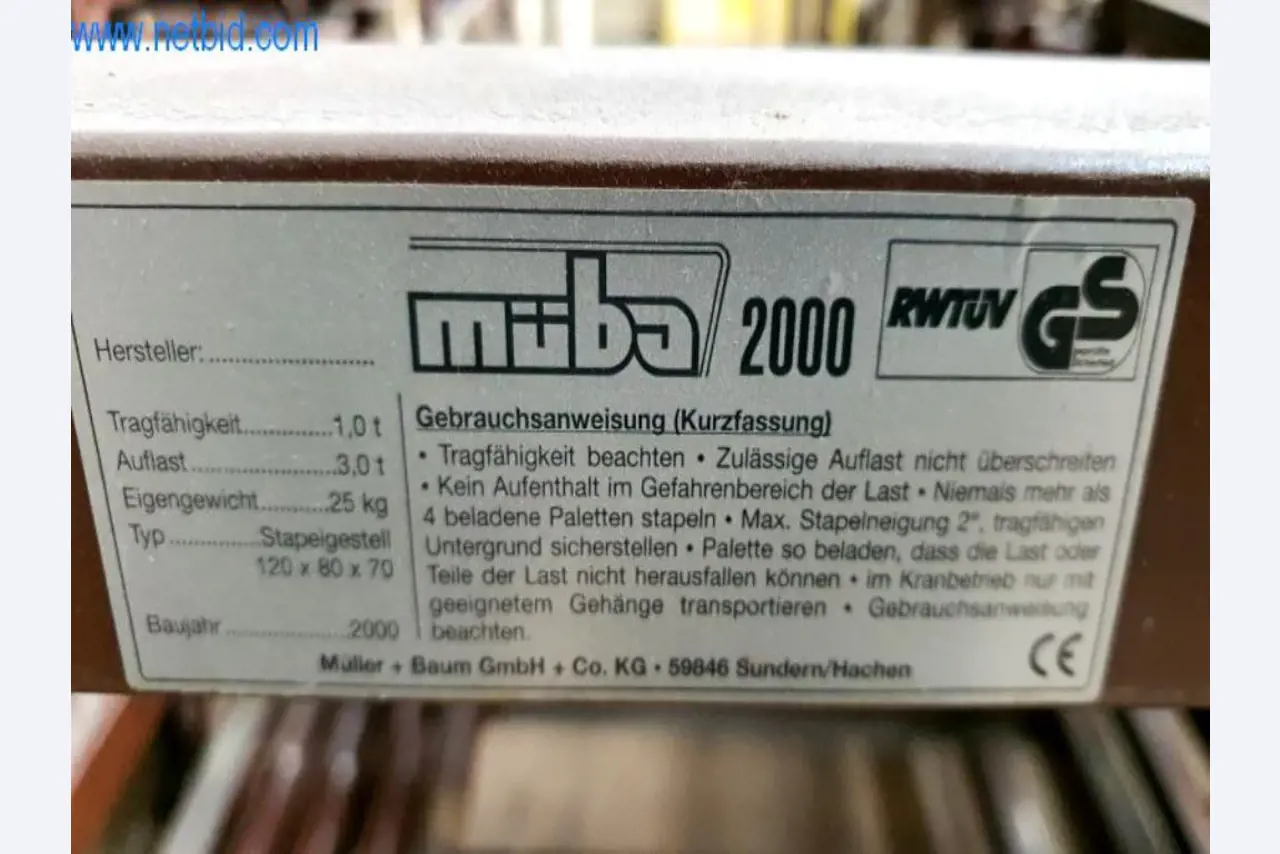 www.netbid.com
müba 2000
RWTÜV GS
geprüfte
Sicherheit
Hersteller:........................
Tragfähigkeit..............1,0 t
Auflast......................3,0 t
Eigengewicht...........25 kg
Typ..............Stapelgestell
120 x 80 x 70
Baujahr....................2000
Gebrauchsanweisung (Kurzfassung)
• Tragfähigkeit beachten • Zulässige Auflast nicht überschreiten
• Kein Aufenthalt im Gefahrenbereich der Last • Niemals mehr als
4 beladene Paletten stapeln • Max. Stapelneigung 2°, tragfähigen
Untergrund sicherstellen • Palette so beladen, dass die Last oder
Teile der Last nicht herausfallen können • im Kranbetrieb nur mit
geeignetem Gehänge transportieren • Gebrauchsanweisung
beachten.
Müller + Baum GmbH + Co. KG • 59846 Sundern/Hachen
CE